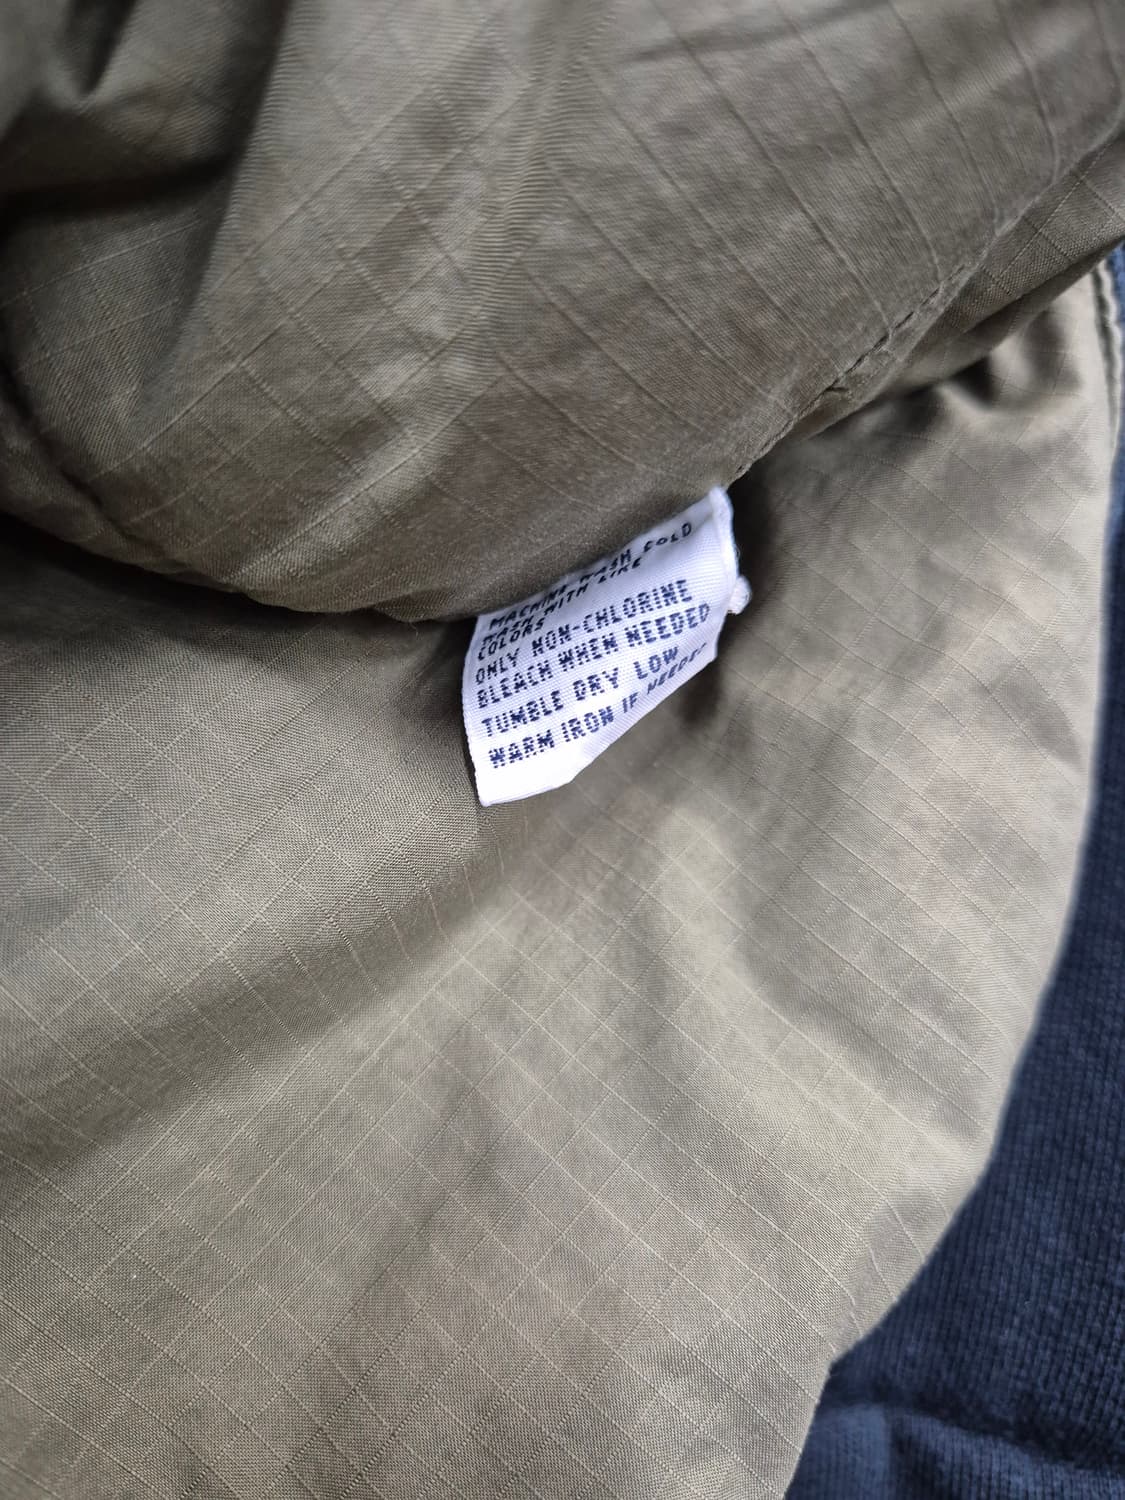 MACHINE WASH COLD
WASH WITH LIKE
COLORS
ONLY NON-CHLORINE
BLEACH WHEN NEEDED
TUMBLE DRY LOW
WARM IRON IF NEEDED